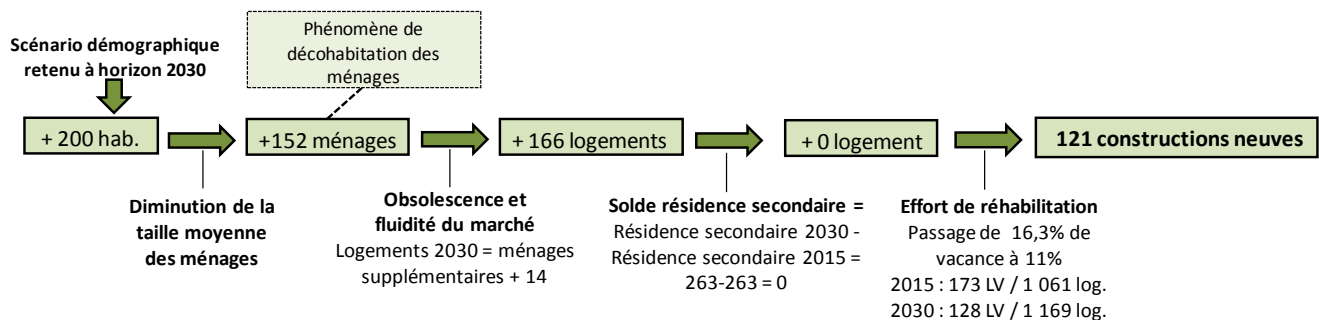 Scénario démographique
retenu à horizon 2030
Phénomène de
décohabitation des
ménages
+ 200 hab.
+152 ménages
+ 166 logements
+ 0 logement
121 constructions neuves
Diminution de la
taille moyenne
des ménages
Obsolescence et
fluidité du marché
Logements 2030 = ménages
supplémentaires + 14
Solde résidence secondaire =
Résidence secondaire 2030 -
Résidence secondaire 2015 =
263-263 = 0
Effort de réhabilitation
Passage de 16,3% de
vacance à 11%
2015 : 173 LV / 1 061 log.
2030 : 128 LV / 1 169 log.